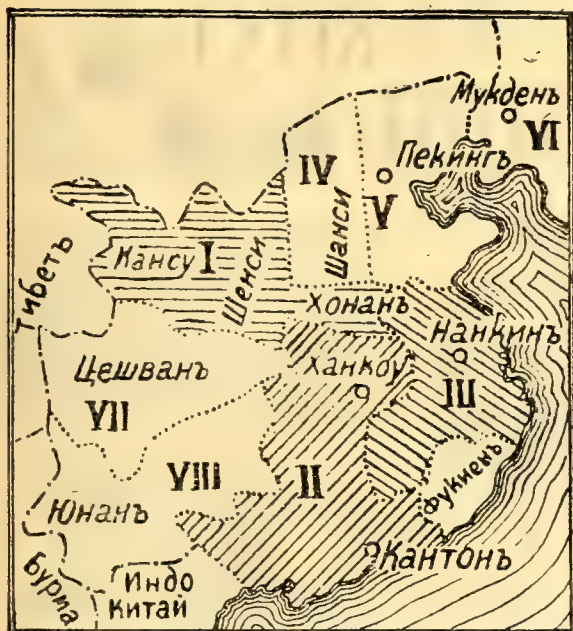 Мукденъ
VI
Пекингъ
IV
V
Шанси
Кансу
I
Шенси
Тибетъ
Хонанъ
Нанкинъ
Цешванъ
Ханкоу
III
VII
VIII
II
Фукиенъ
Юнанъ
Кантонъ
Бурма
Индо
Китай